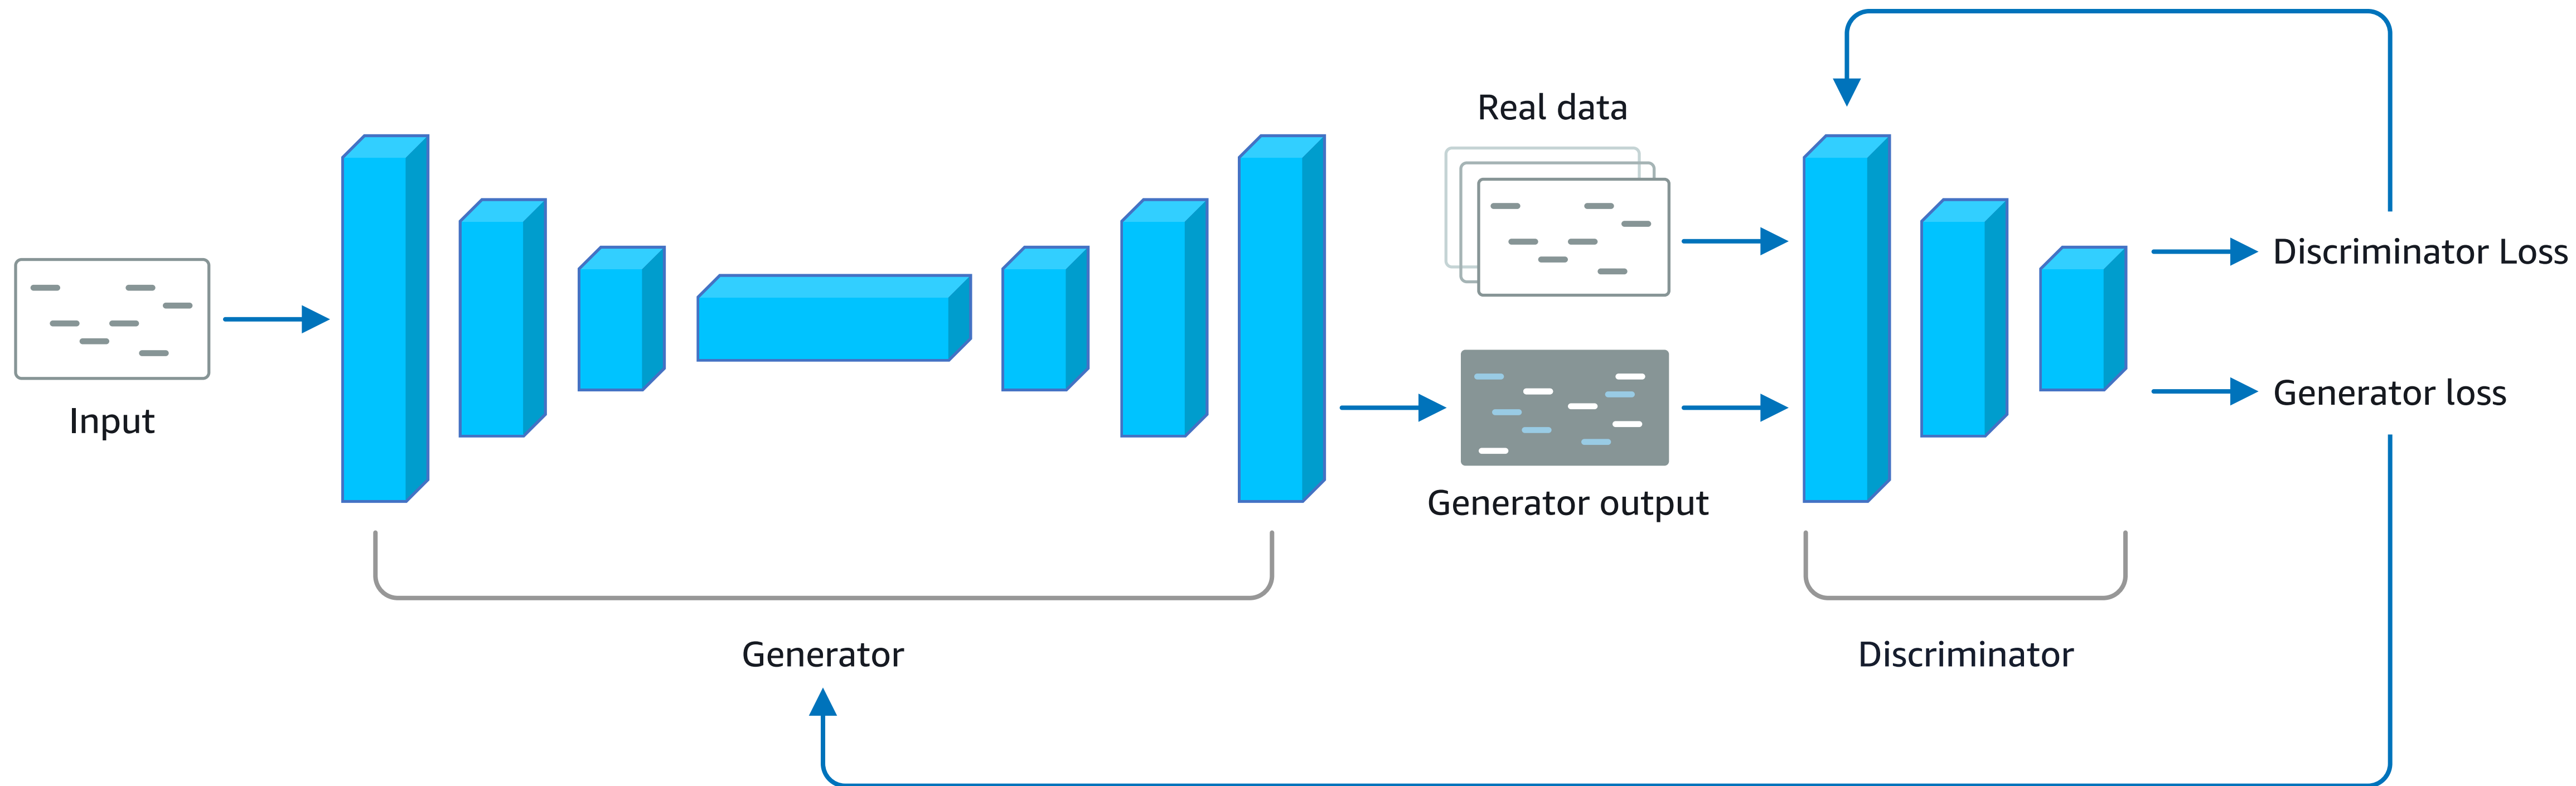 Input
Generator
Real data
Generator output
Discriminator
Discriminator Loss
Generator loss